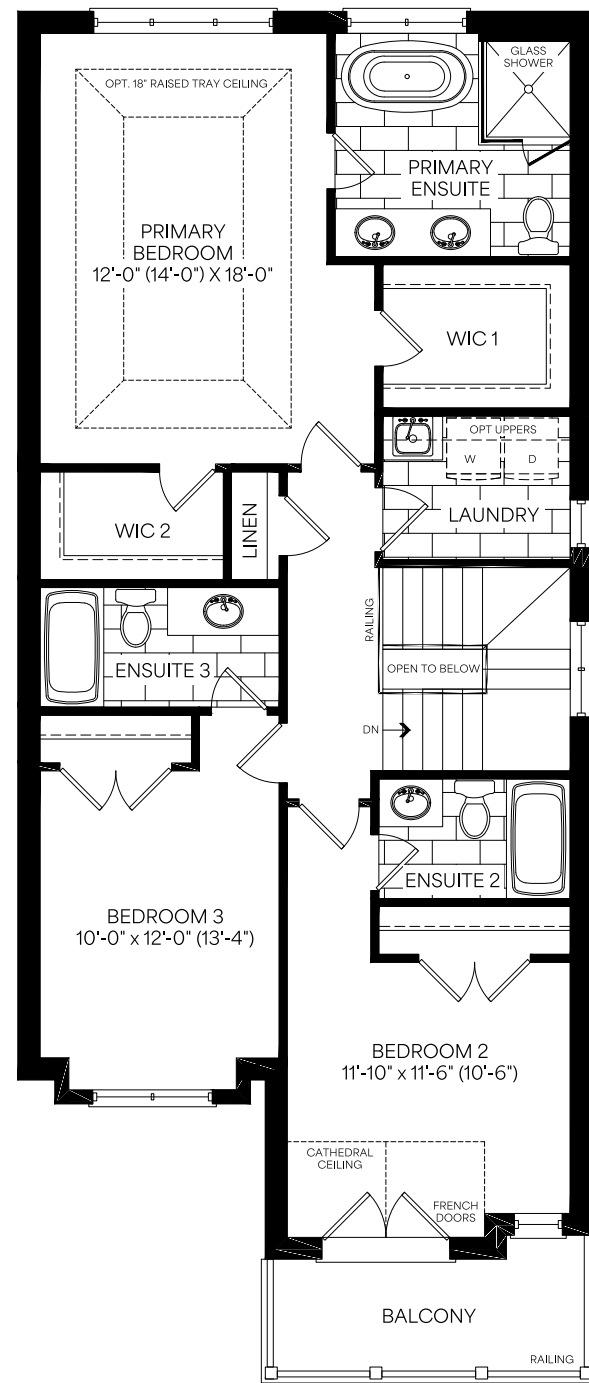 GLASS
SHOWER
OPT. 18" RAISED TRAY CEILING
PRIMARY
ENSUITE
PRIMARY
BEDROOM
12'-0" (14'-0") X 18'-0"
WIC 1
OPT UPPERS
W
D
LAUNDRY
WIC 2
LINEN
RAILING
ENSUITE 3
OPEN TO BELOW
DN
ENSUITE 2
BEDROOM 3
10'-0" x 12'-0" (13'-4")
BEDROOM 2
11'-10" x 11'-6" (10'-6")
CATHEDRAL
CEILING
FRENCH
DOORS
BALCONY
RAILING